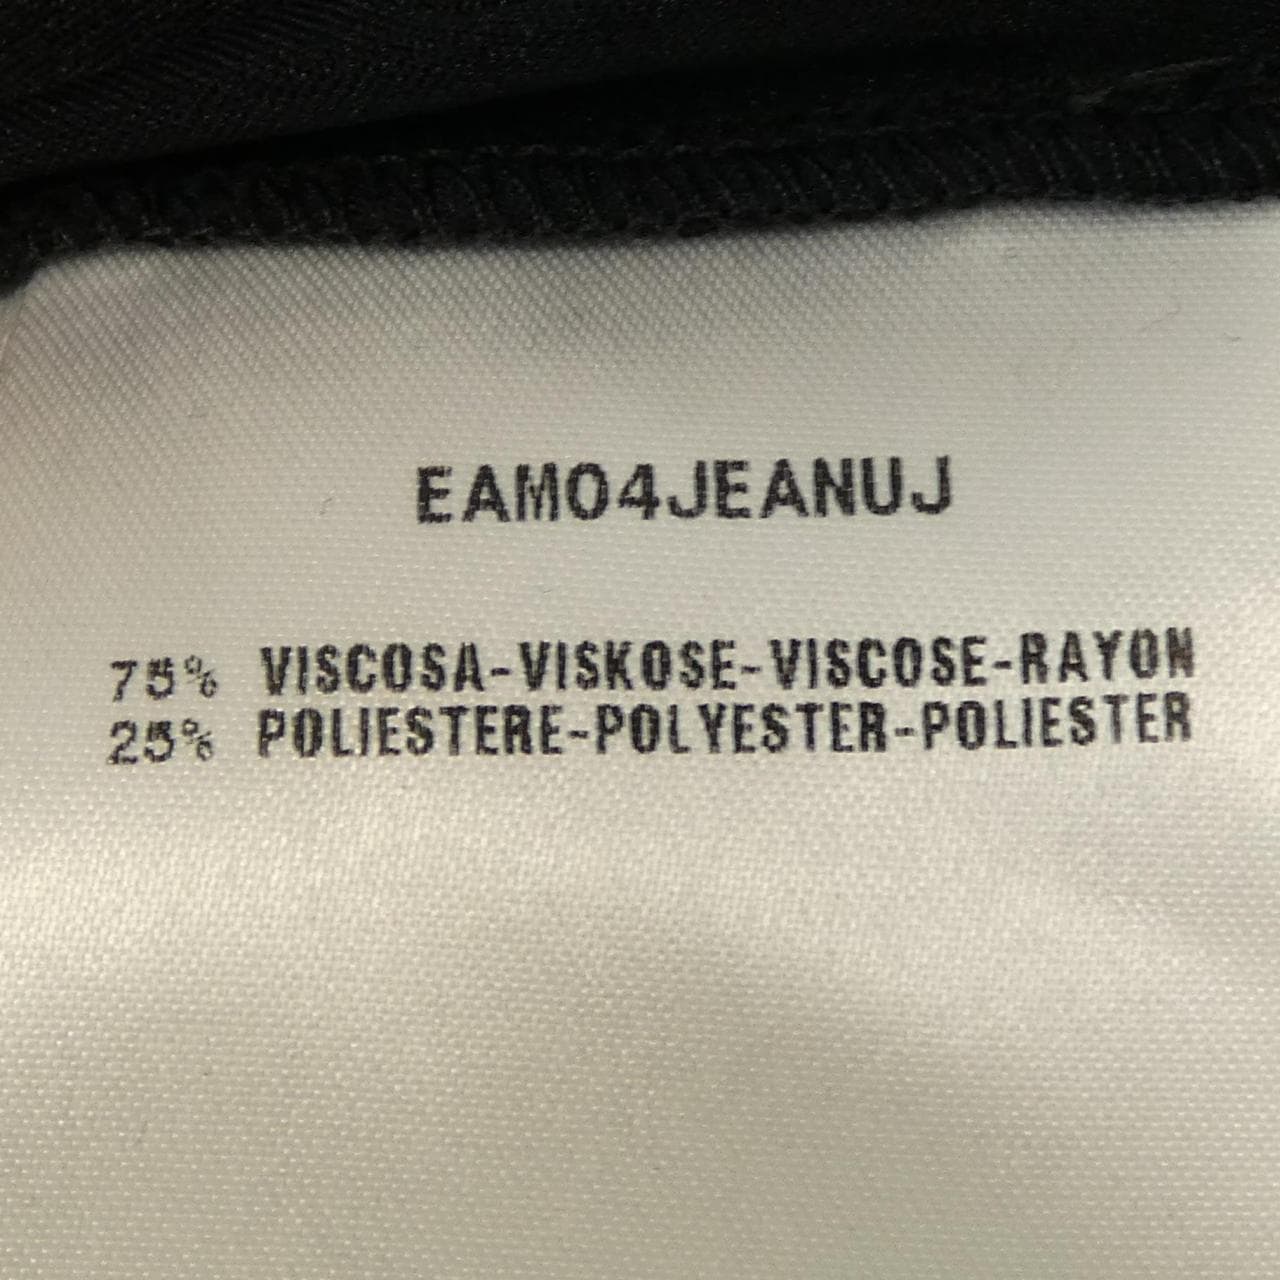 EAM04JEANUJ
75% VISCOSA-VISKOSE-VISCOSE-RAYON
25% POLIESTERE-POLYESTER-POLIESTER